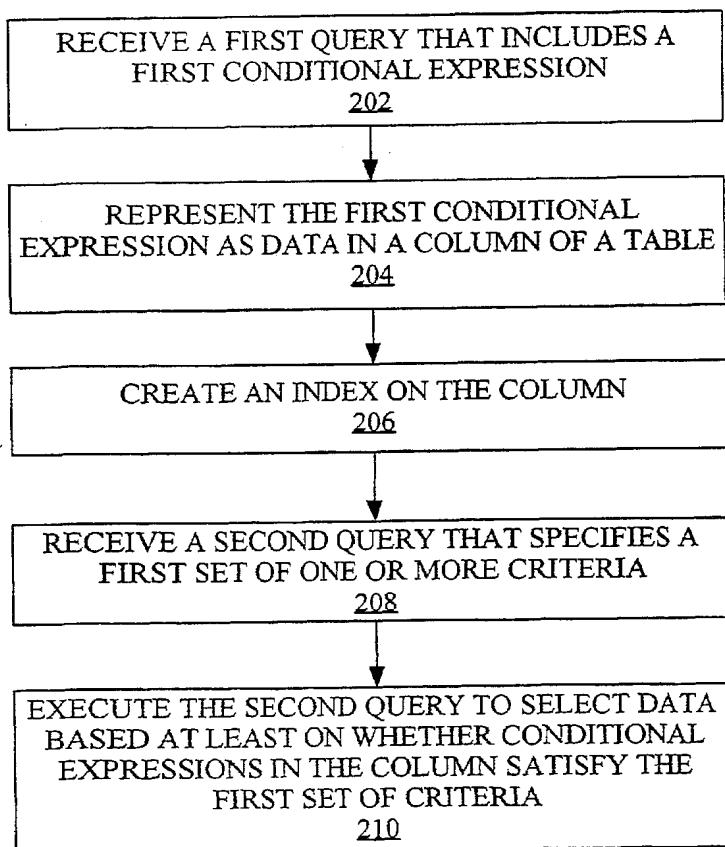 RECEIVE A FIRST QUERY THAT INCLUDES A
FIRST CONDITIONAL EXPRESSION
202
REPRESENT THE FIRST CONDITIONAL
EXPRESSION AS DATA IN A COLUMN OF A TABLE
204
CREATE AN INDEX ON THE COLUMN
206
RECEIVE A SECOND QUERY THAT SPECIFIES A
FIRST SET OF ONE OR MORE CRITERIA
208
EXECUTE THE SECOND QUERY TO SELECT DATA
BASED AT LEAST ON WHETHER CONDITIONAL
EXPRESSIONS IN THE COLUMN SATISFY THE
FIRST SET OF CRITERIA
210